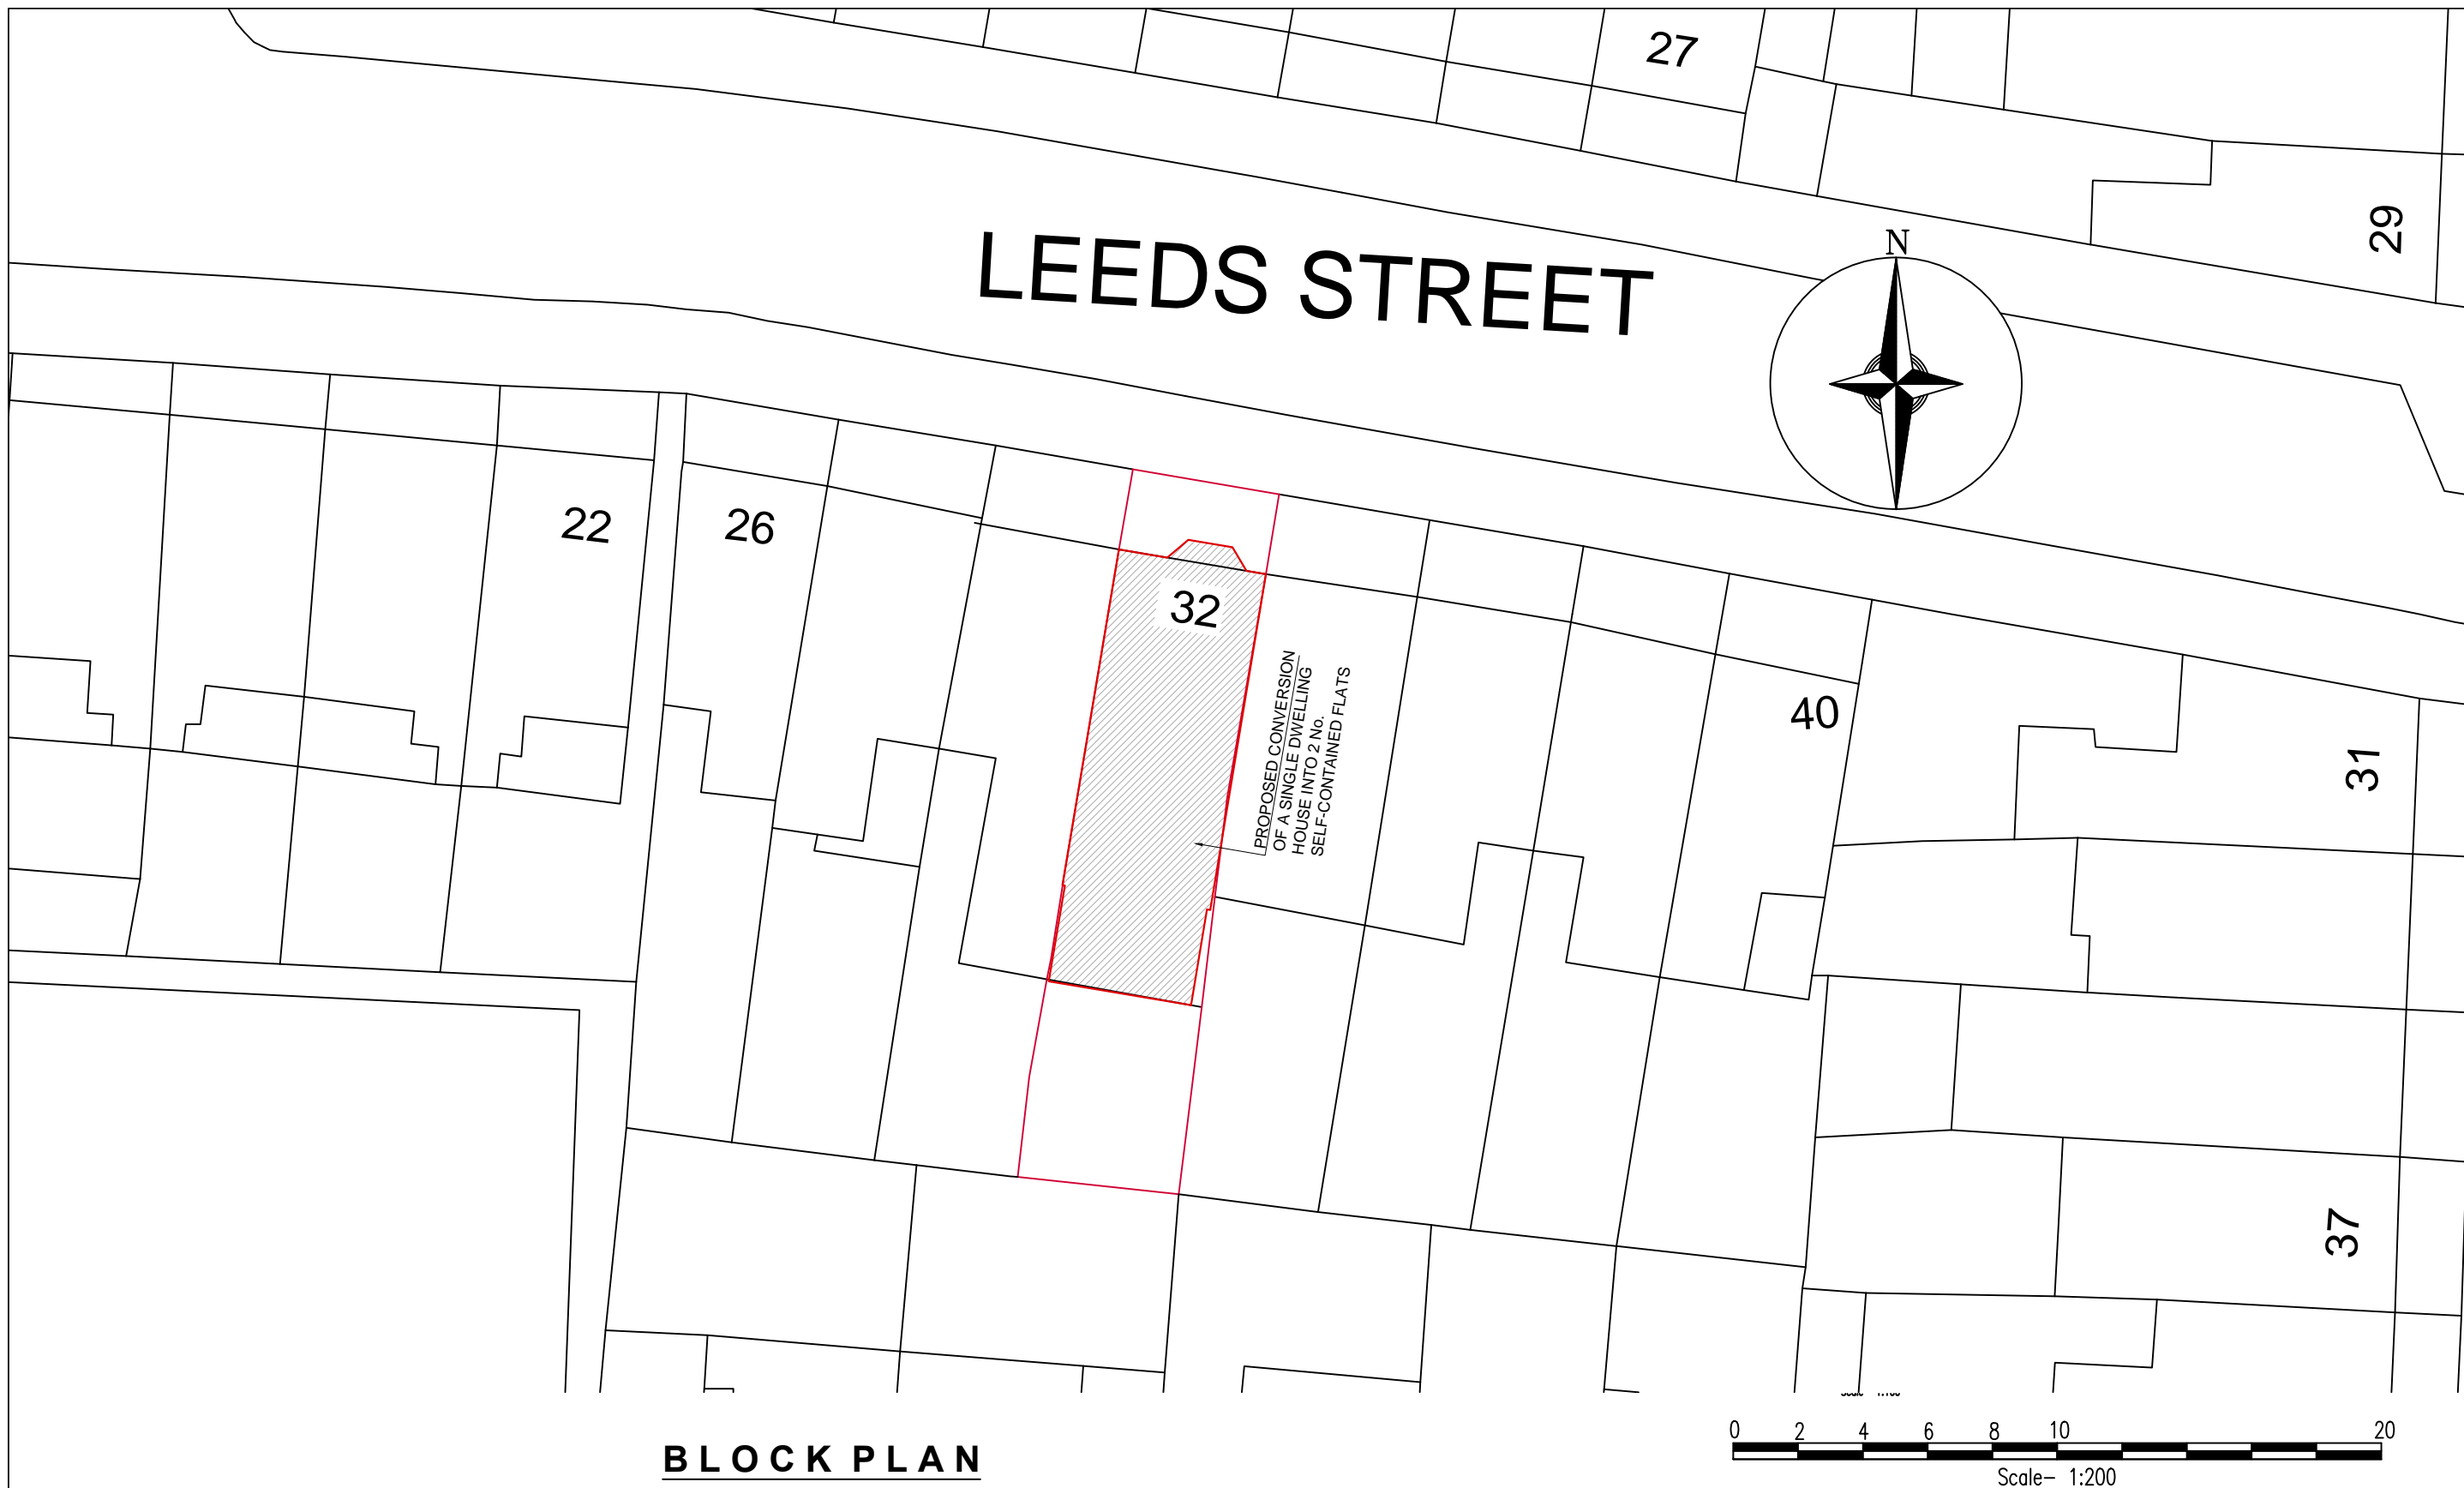 27
29
LEEDS STREET
N
22
26
32
PROPOSED CONVERSION
OF A SINGLE DWELLING
HOUSE INTO 2 No.
SELF-CONTAINED FLATS
40
31
37
BLOCK PLAN
0 2 4 6 8 10 20
Scale- 1:200